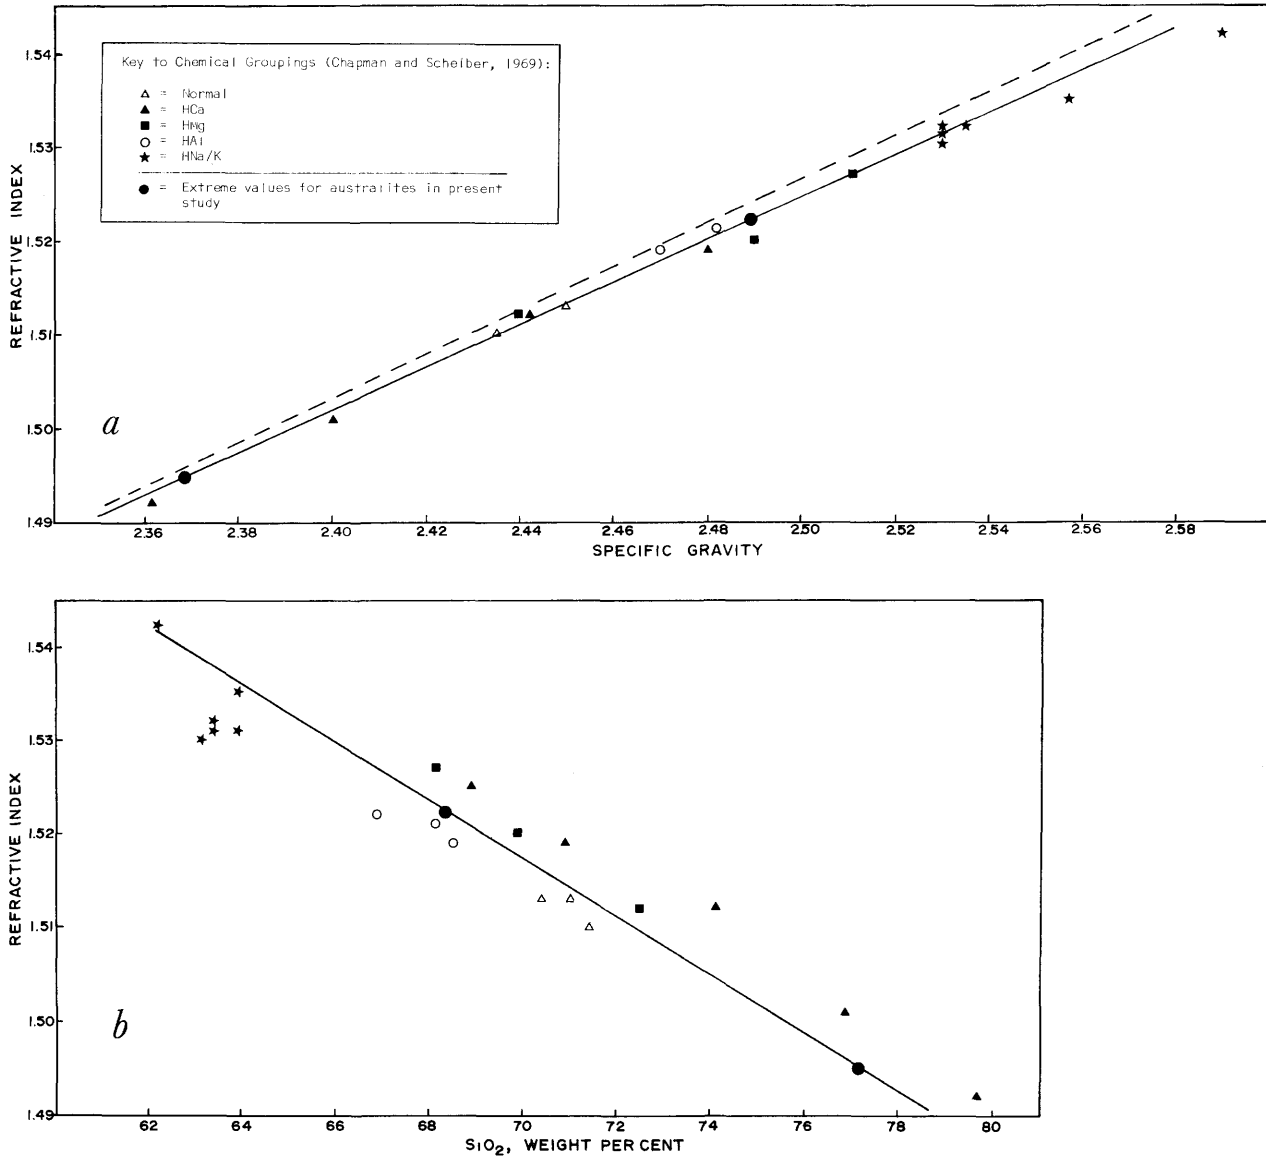 Key to Chemical Groupings (Chapman and Scheiber, 1969):
△ = Normal
▲ = HCa
■ = HMg
○ = HAl
★ = HNa/K
● = Extreme values for australites in present
study
REFRACTIVE INDEX
1.54
1.53
1.52
1.51
1.50
1.49
a
2.36 2.38 2.40 2.42 2.44 2.46 2.48 2.50 2.52 2.54 2.56 2.58
SPECIFIC GRAVITY
REFRACTIVE INDEX
1.54
1.53
1.52
1.51
1.50
1.49
b
62 64 66 68 70 72 74 76 78 80
SiO2, WEIGHT PER CENT